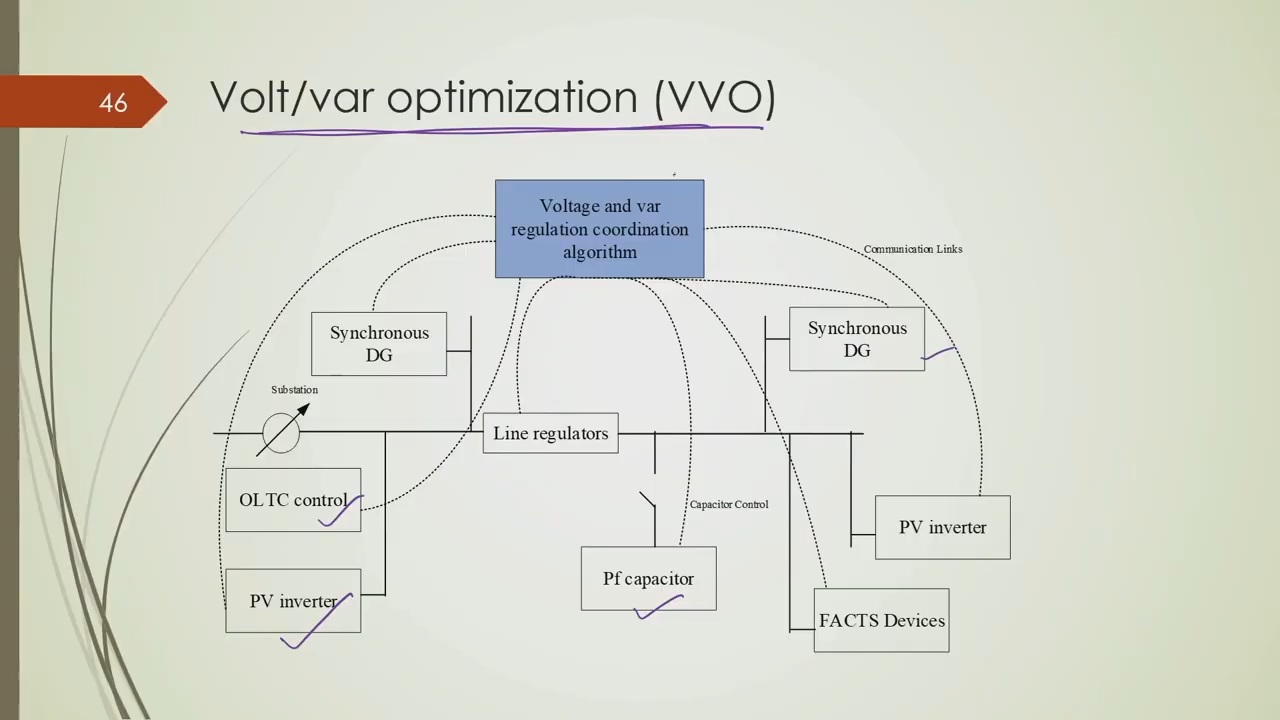 46
Volt/var optimization (VVO)
Voltage and var
regulation coordination
algorithm
Communication Links
Synchronous
DG
Synchronous
DG
Substation
Line regulators
OLTC control
Capacitor Control
PV inverter
Pf capacitor
PV inverter
FACTS Devices